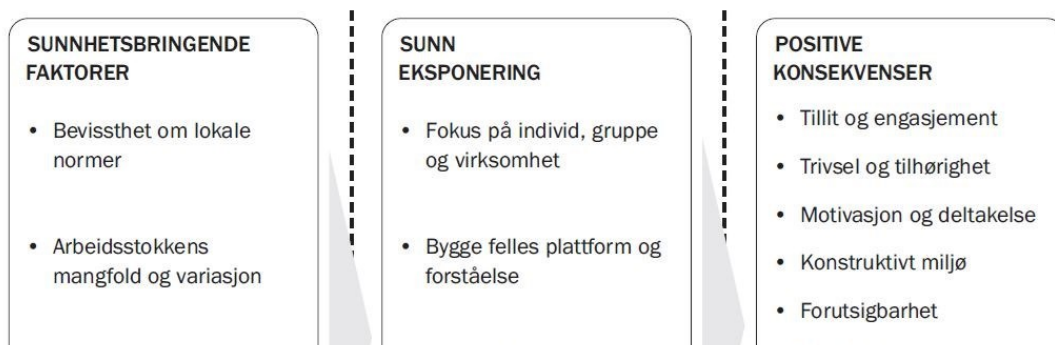 SUNNHETSBRINGENDE
FAKTORER
• Bevissthet om lokale
normer
• Arbeidsstokkens
mangfold og variasjon
SUNN
EKSPONERING
• Fokus på individ, gruppe
og virksomhet
• Bygge felles plattform og
forståelse
POSITIVE
KONSEKVENSER
• Tillit og engasjement
• Trivsel og tilhørighet
• Motivasjon og deltakelse
• Konstruktivt miljø
• Forutsigbarhet